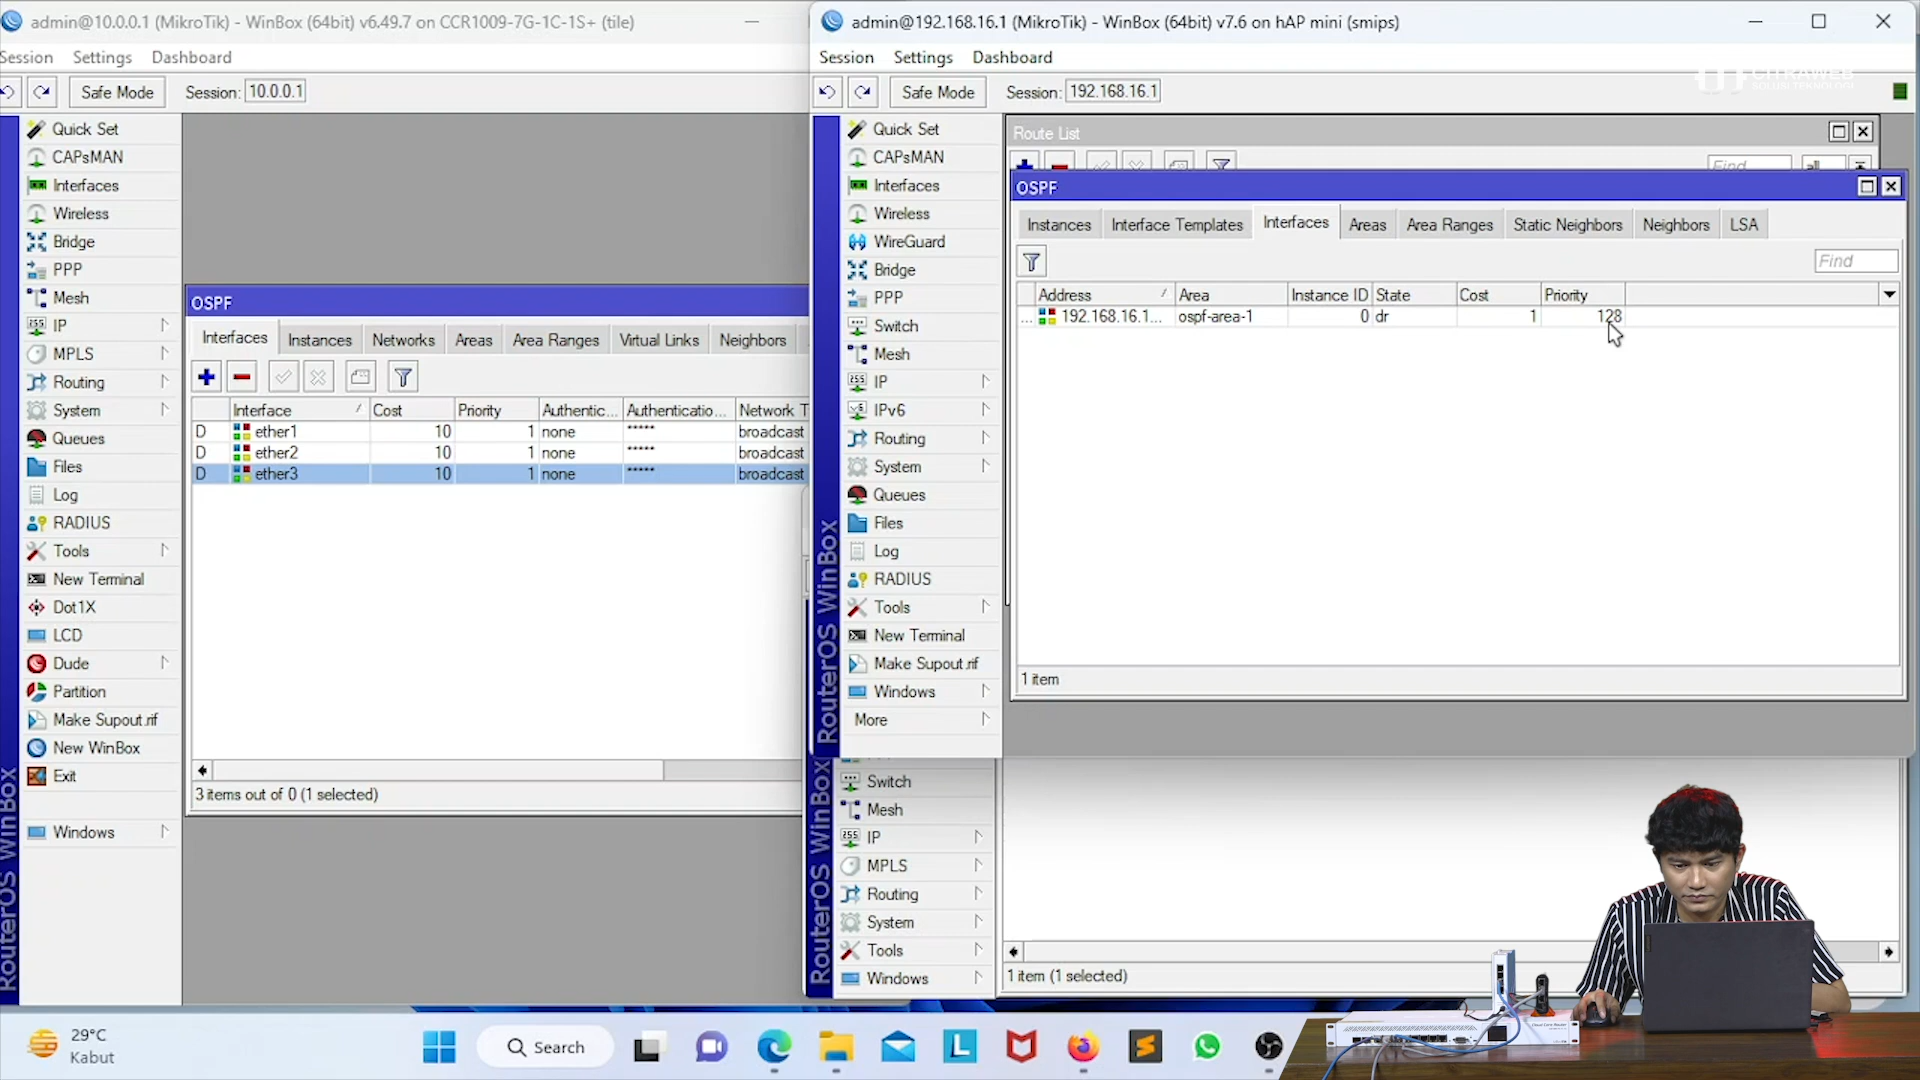 admin@10.0.0.1 (MikroTik) - WinBox (64bit) v6.49.7 on CCR1009-7G-1C-1S+ (tile)
Session Settings Dashboard
Safe Mode Session: 10.0.0.1
Quick Set
CAPsMAN
Interfaces
Wireless
Bridge
PPP
Mesh
IP
MPLS
Routing
System
Queues
Files
Log
RADIUS
Tools
New Terminal
Dot1X
LCD
Dude
Partition
Make Supout.rif
New WinBox
Exit
Windows
RouterOS WinBox
OSPF
Interfaces Instances Networks Areas Area Ranges Virtual Links Neighbors
Interface Cost Priority Authentic... Authenticatio... Network T
D ether1 10 1 none ***** broadcast
D ether2 10 1 none ***** broadcast
D ether3 10 1 none ***** broadcast
3 items out of 0 (1 selected)
admin@192.168.16.1 (MikroTik) - WinBox (64bit) v7.6 on hAP mini (smips)
Session Settings Dashboard
Safe Mode Session: 192.168.16.1
CITRAWEB
SOLUSI TEKNOLOGI
Quick Set
CAPsMAN
Interfaces
Wireless
WireGuard
Bridge
PPP
Switch
Mesh
IP
IPv6
Routing
System
Queues
Files
Log
RADIUS
Tools
New Terminal
Make Supout.rif
Windows
More
RouterOS WinBox
Route List
Find all
OSPF
Instances Interface Templates Interfaces Areas Area Ranges Static Neighbors Neighbors LSA
Find
Address Area Instance ID State Cost Priority
... 192.168.16.1... ospf-area-1 0 dr 1 128
1 item
Switch
Mesh
IP
MPLS
Routing
System
Tools
Windows
RouterOS WinBox
1 item (1 selected)
29°C
Kabut
Search